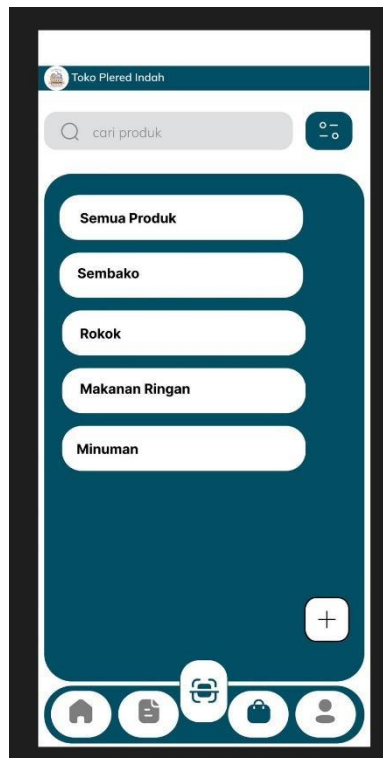 Toko Plered Indah
cari produk
Semua Produk
Sembako
Rokok
Makanan Ringan
Minuman